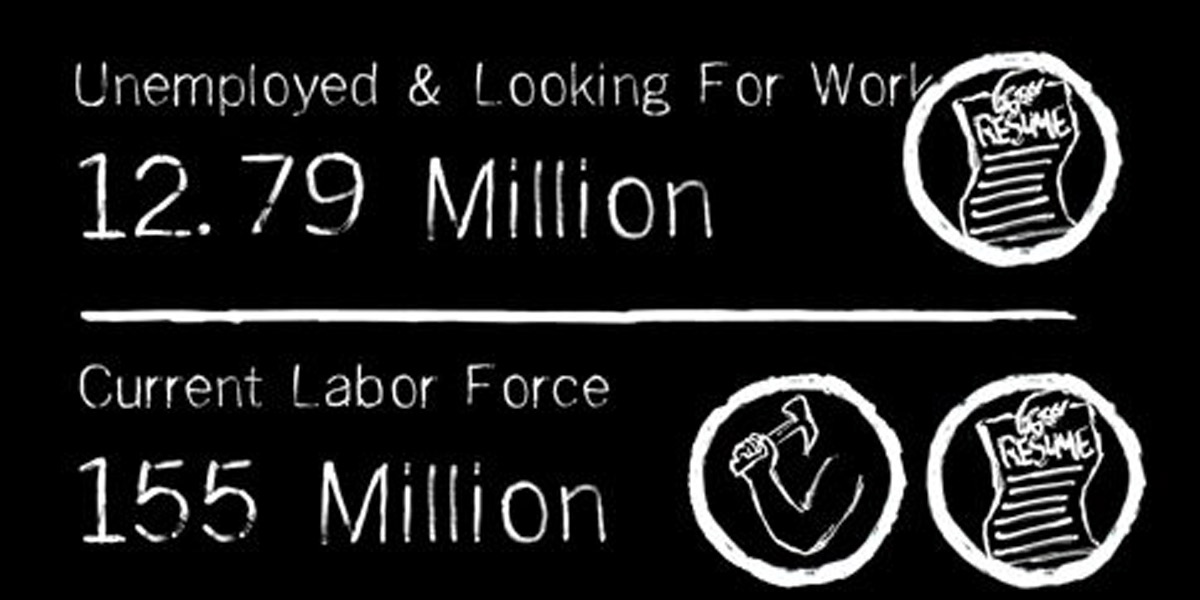 Unemployed & Looking For Work
RESUME
12.79 Million
Current Labor Force
RESUME
155 Million